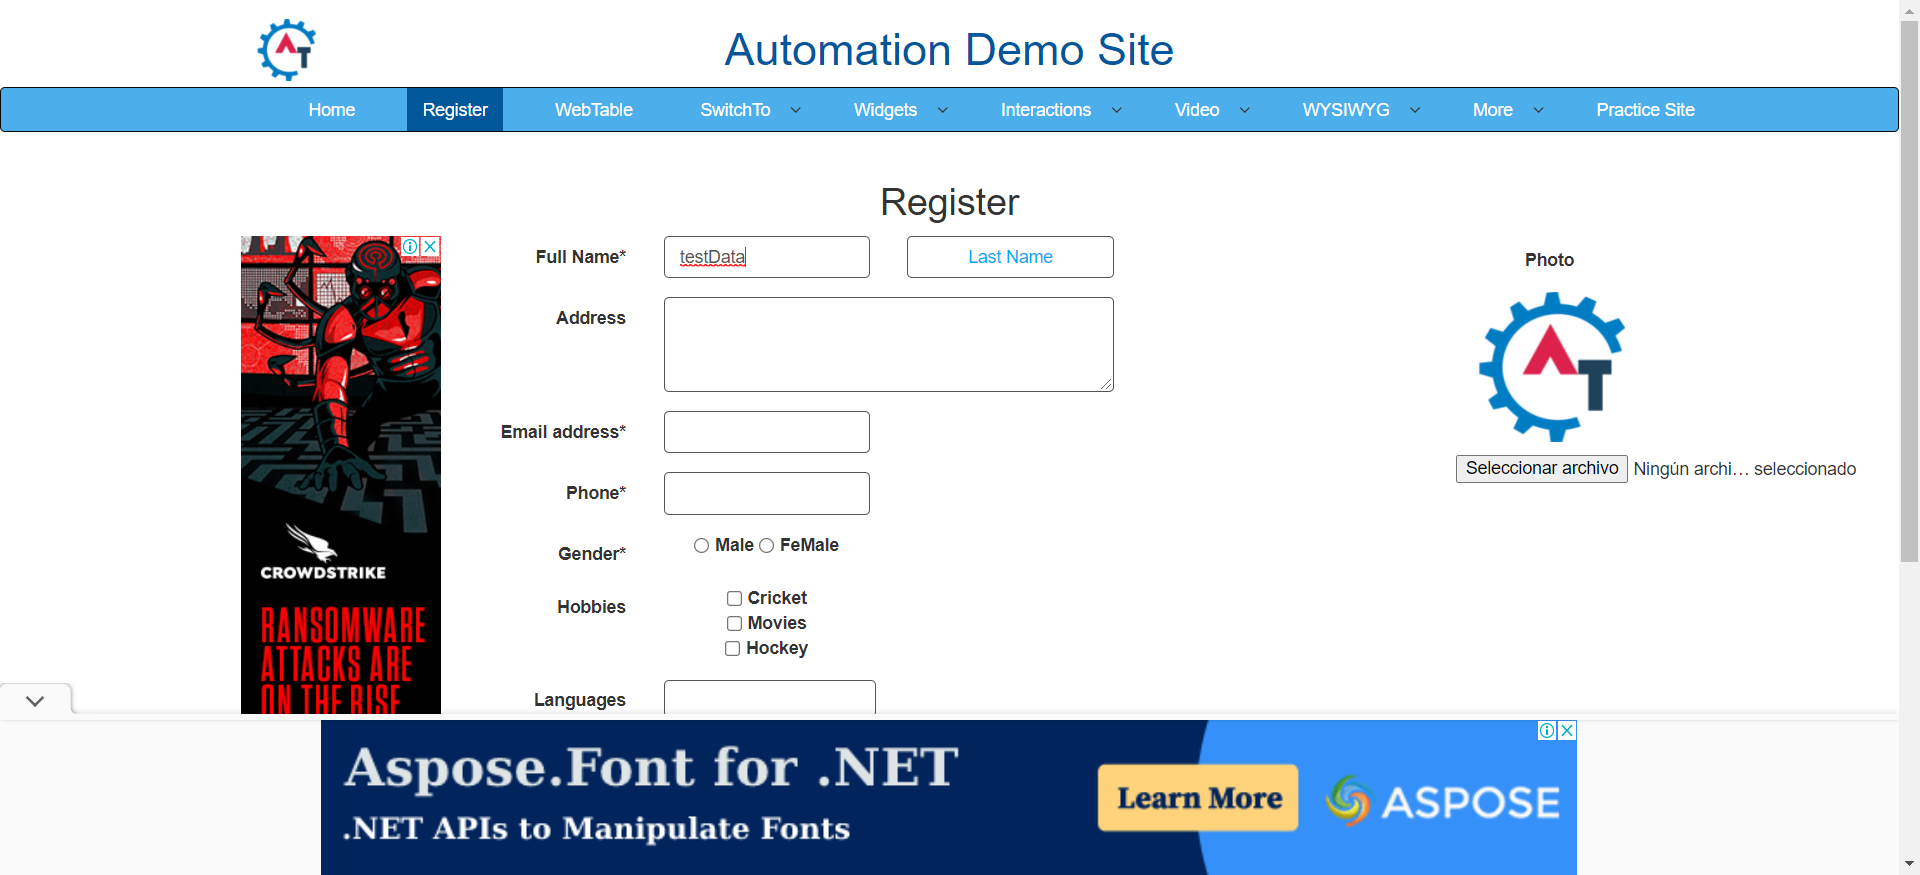 AT
Automation Demo Site
Home Register WebTable SwitchTo Widgets Interactions Video WYSIWYG More Practice Site
Register
Full Name* testData Last Name
Photo
Address
AT
Email address*
Seleccionar archivo Ningún archi... seleccionado
Phone*
Gender* Male FeMale
Hobbies Cricket
Movies
Hockey
Languages
CROWDSTRIKE
RANSOMWARE
ATTACKS ARE
ON THE RISE
Aspose.Font for .NET
.NET APIs to Manipulate Fonts
Learn More
ASPOSE